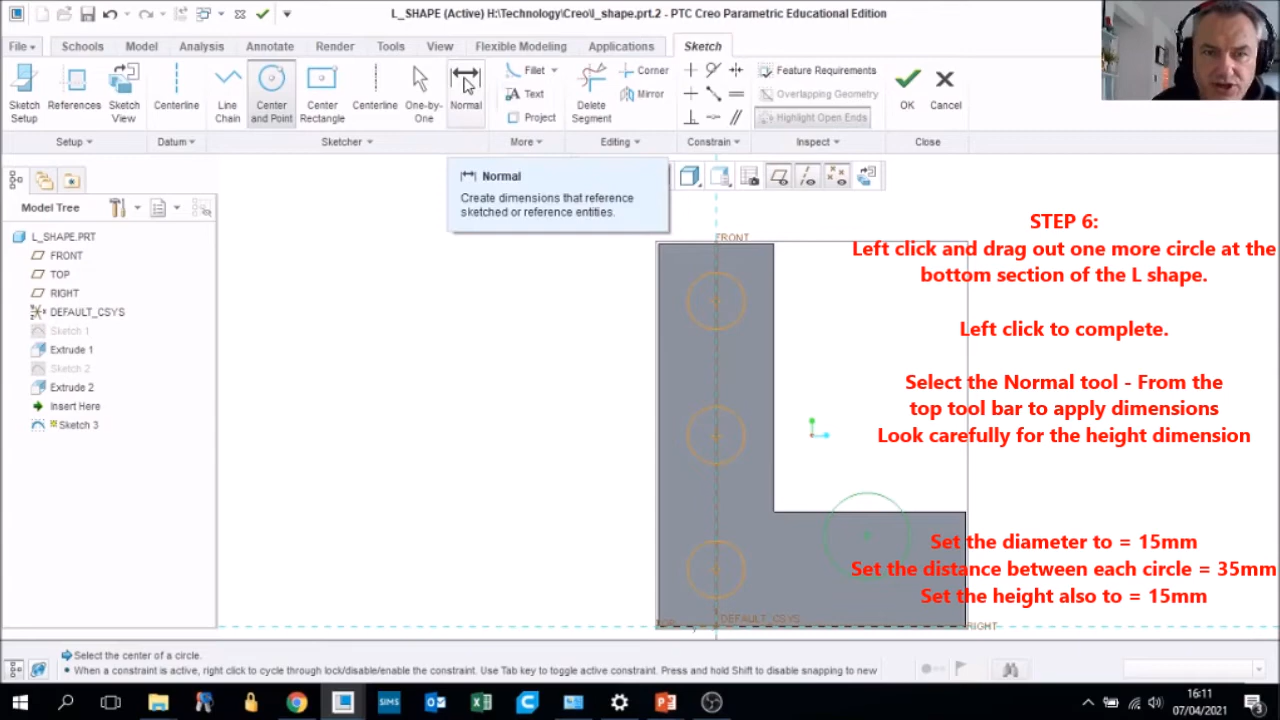 L_SHAPE (Active) H:\Technology\Creo\l_shape.prt.2 - PTC Creo Parametric Educational Edition
File Schools Model Analysis Annotate Render Tools View Flexible Modeling Applications Sketch
Sketch Setup
References
Sketch View
Centerline
Line Chain
Center and Point
Center Rectangle
Centerline
One-by-One
Normal
Fillet
Text
Project
Delete Segment
Corner
Mirror
Feature Requirements
Overlapping Geometry
Highlight Open Ends
OK
Cancel
Setup Datum Sketcher More Editing Constrain Inspect Close
Normal
Create dimensions that reference
sketched or reference entities.
Model Tree
L_SHAPE.PRT
FRONT
TOP
RIGHT
DEFAULT_CSYS
Sketch 1
Extrude 1
Sketch 2
Extrude 2
Insert Here
Sketch 3
FRONT
DEFAULT_CSYS
RIGHT
STEP 6:
Left click and drag out one more circle at the
bottom section of the L shape.
Left click to complete.
Select the Normal tool - From the
top tool bar to apply dimensions
Look carefully for the height dimension
Set the diameter to = 15mm
Set the distance between each circle = 35mm
Set the height also to = 15mm
Select the center of a circle.
When a constraint is active, right click to cycle through lock/disable/enable the constraint. Use Tab key to toggle active constraint. Press and hold Shift to disable snapping to new
SIMS
16:11
07/04/2021
3